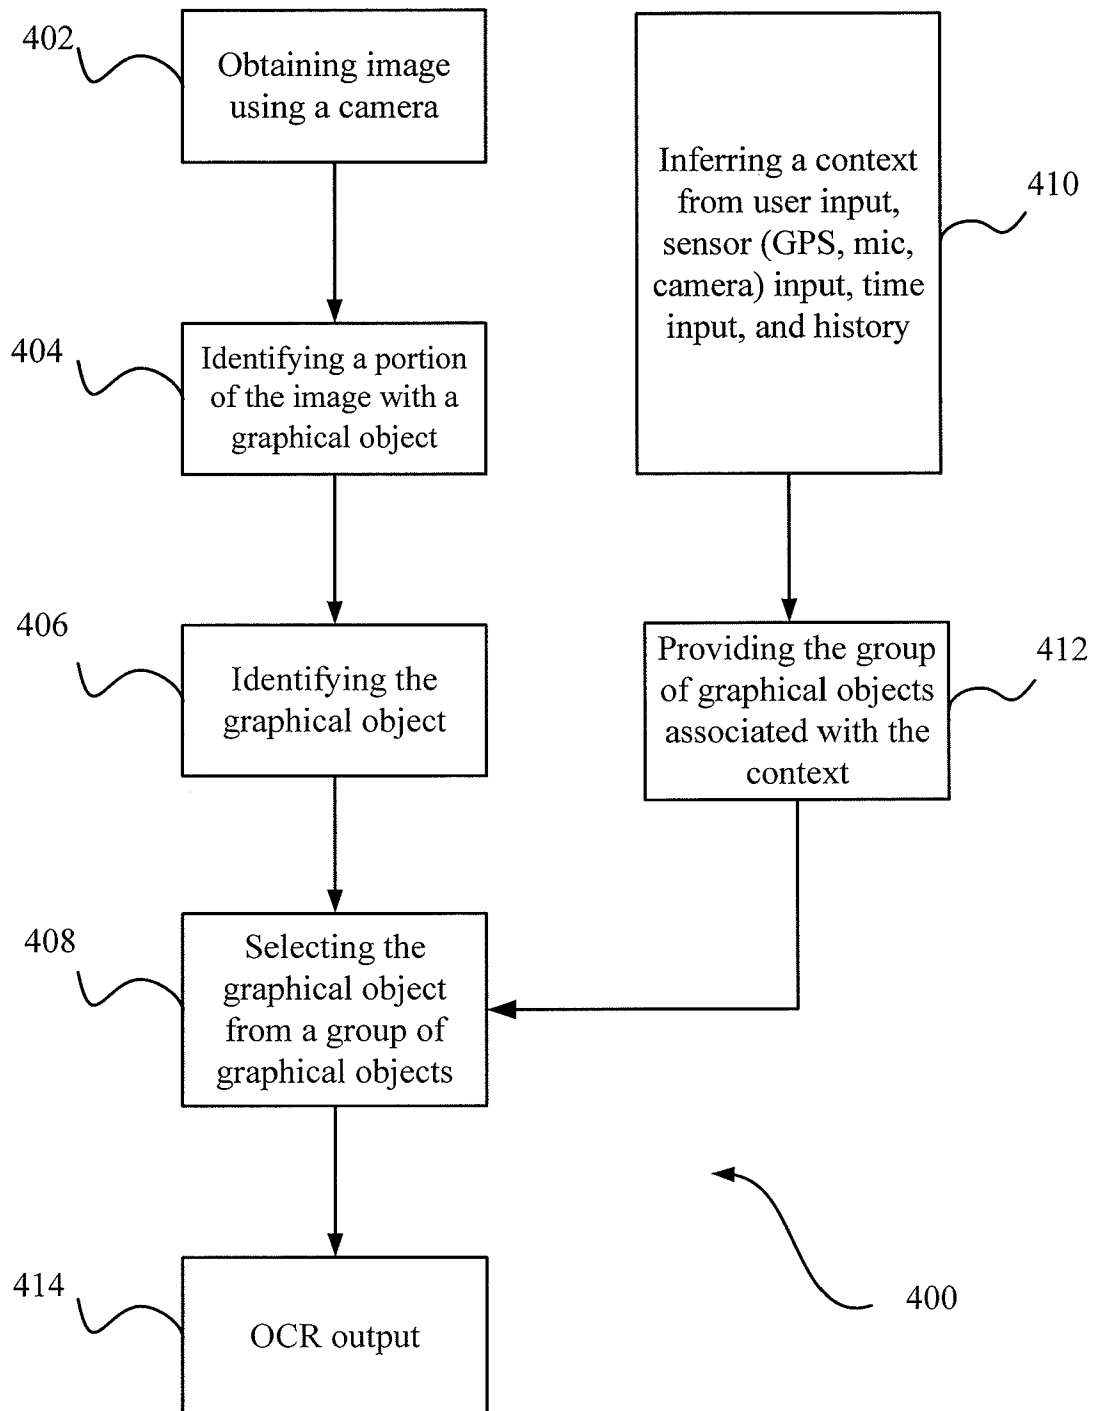 402
Obtaining image
using a camera
404
Identifying a portion
of the image with a
graphical object
406
Identifying the
graphical object
408
Selecting the
graphical object
from a group of
graphical objects
414
OCR output
Inferring a context
from user input,
sensor (GPS, mic,
camera) input, time
input, and history
410
Providing the group
of graphical objects
associated with the
context
412
400